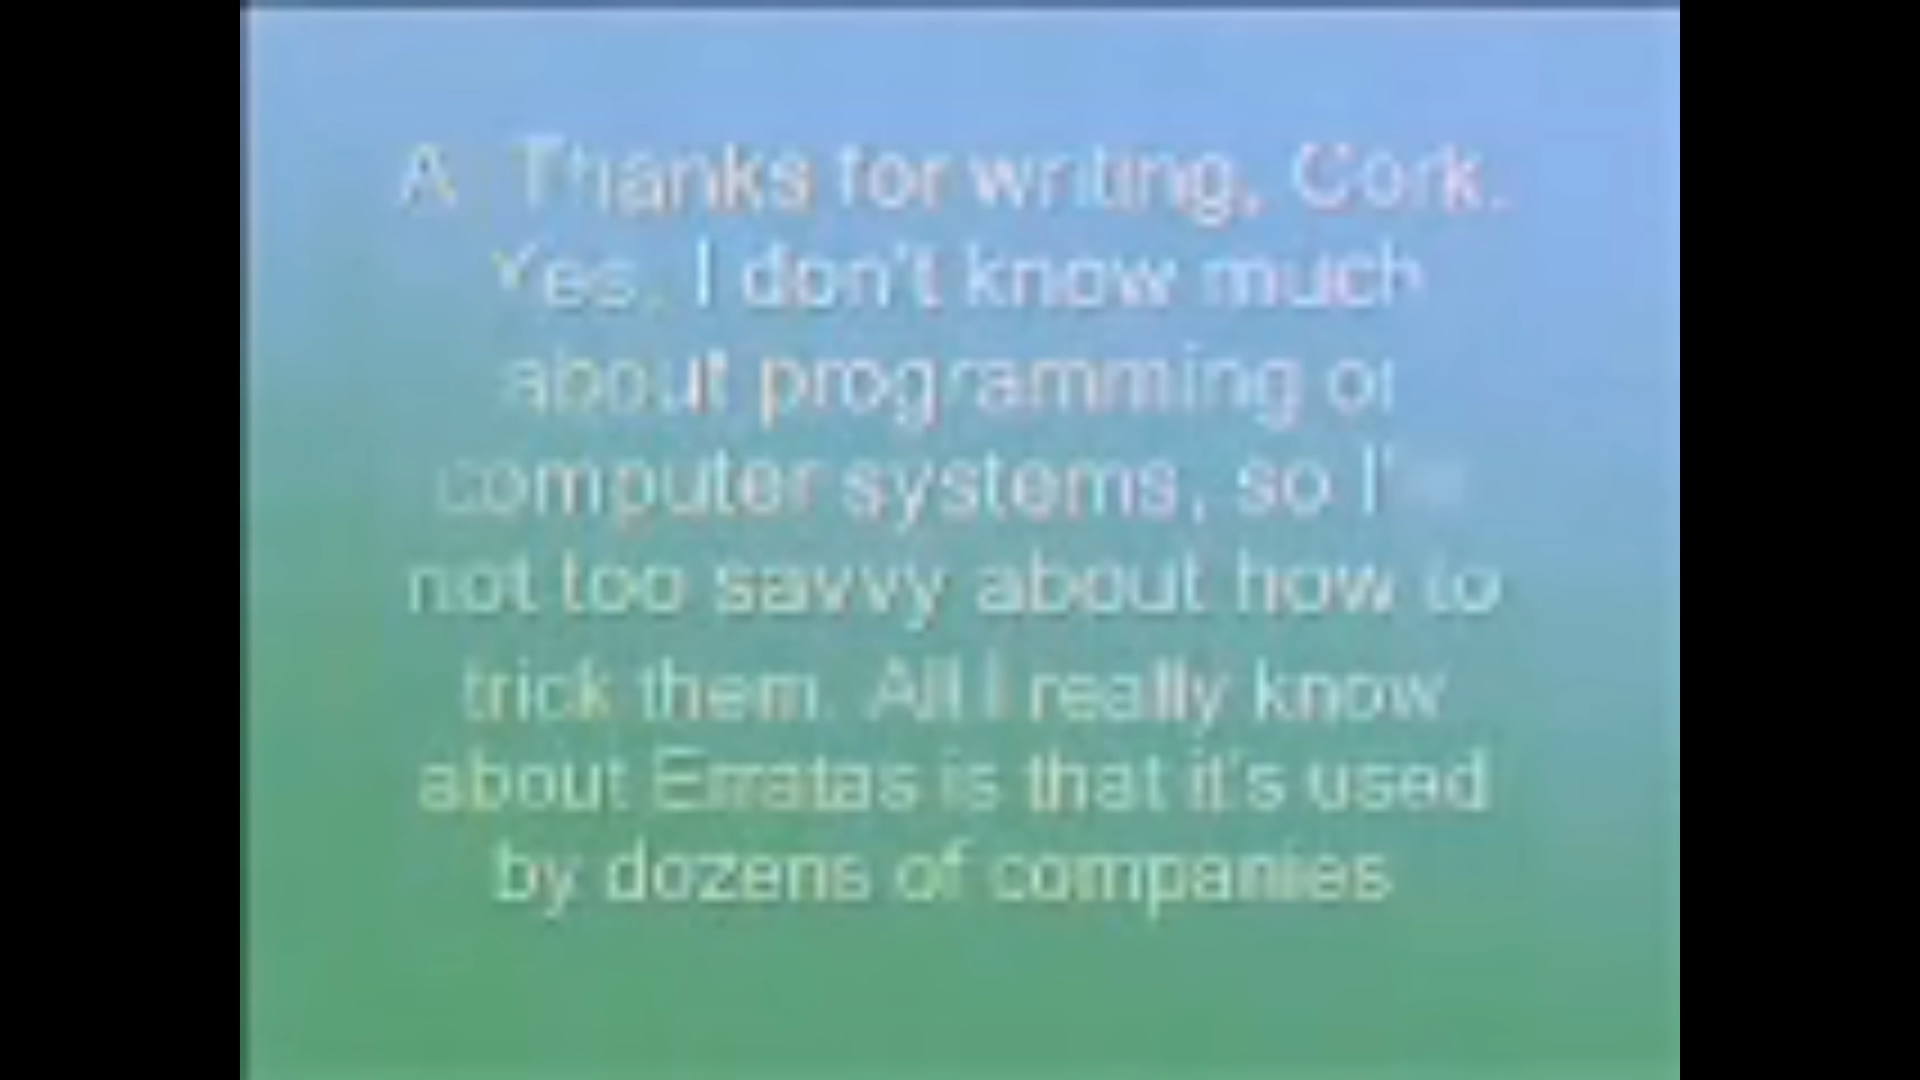 A: Thanks for writing, Cork.
Yes, I don't know much
about programming or
computer systems, so I'm
not too savvy about how to
trick them. All I really know
about Erratas is that it's used
by dozens of companies